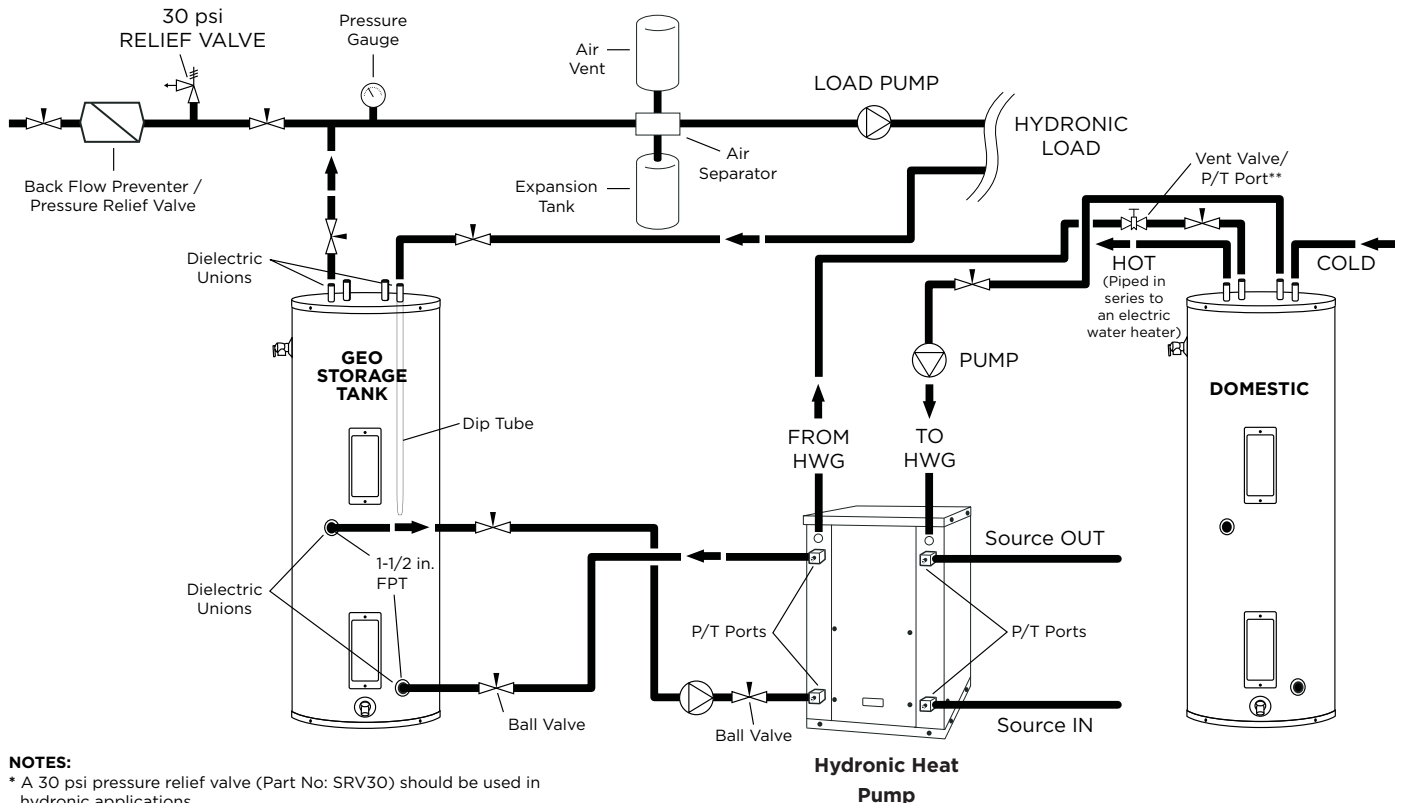 30 psi
RELIEF VALVE
Pressure
Gauge
Air
Vent
LOAD PUMP
HYDRONIC
LOAD
Vent Valve/
P/T Port**
Back Flow Preventer /
Pressure Relief Valve
Air
Separator
Expansion
Tank
Dielectric
Unions
HOT
(Piped in
series to
an electric
water heater)
COLD
GEO
STORAGE
TANK
PUMP
DOMESTIC
Dip Tube
FROM
HWG
TO
HWG
Source OUT
1-1/2 in.
FPT
Dielectric
Unions
P/T Ports
P/T Ports
Ball Valve
Ball Valve
Source IN
Hydronic Heat
Pump
NOTES:
* A 30 psi pressure relief valve (Part No: SRV30) should be used in
hydronic applications.